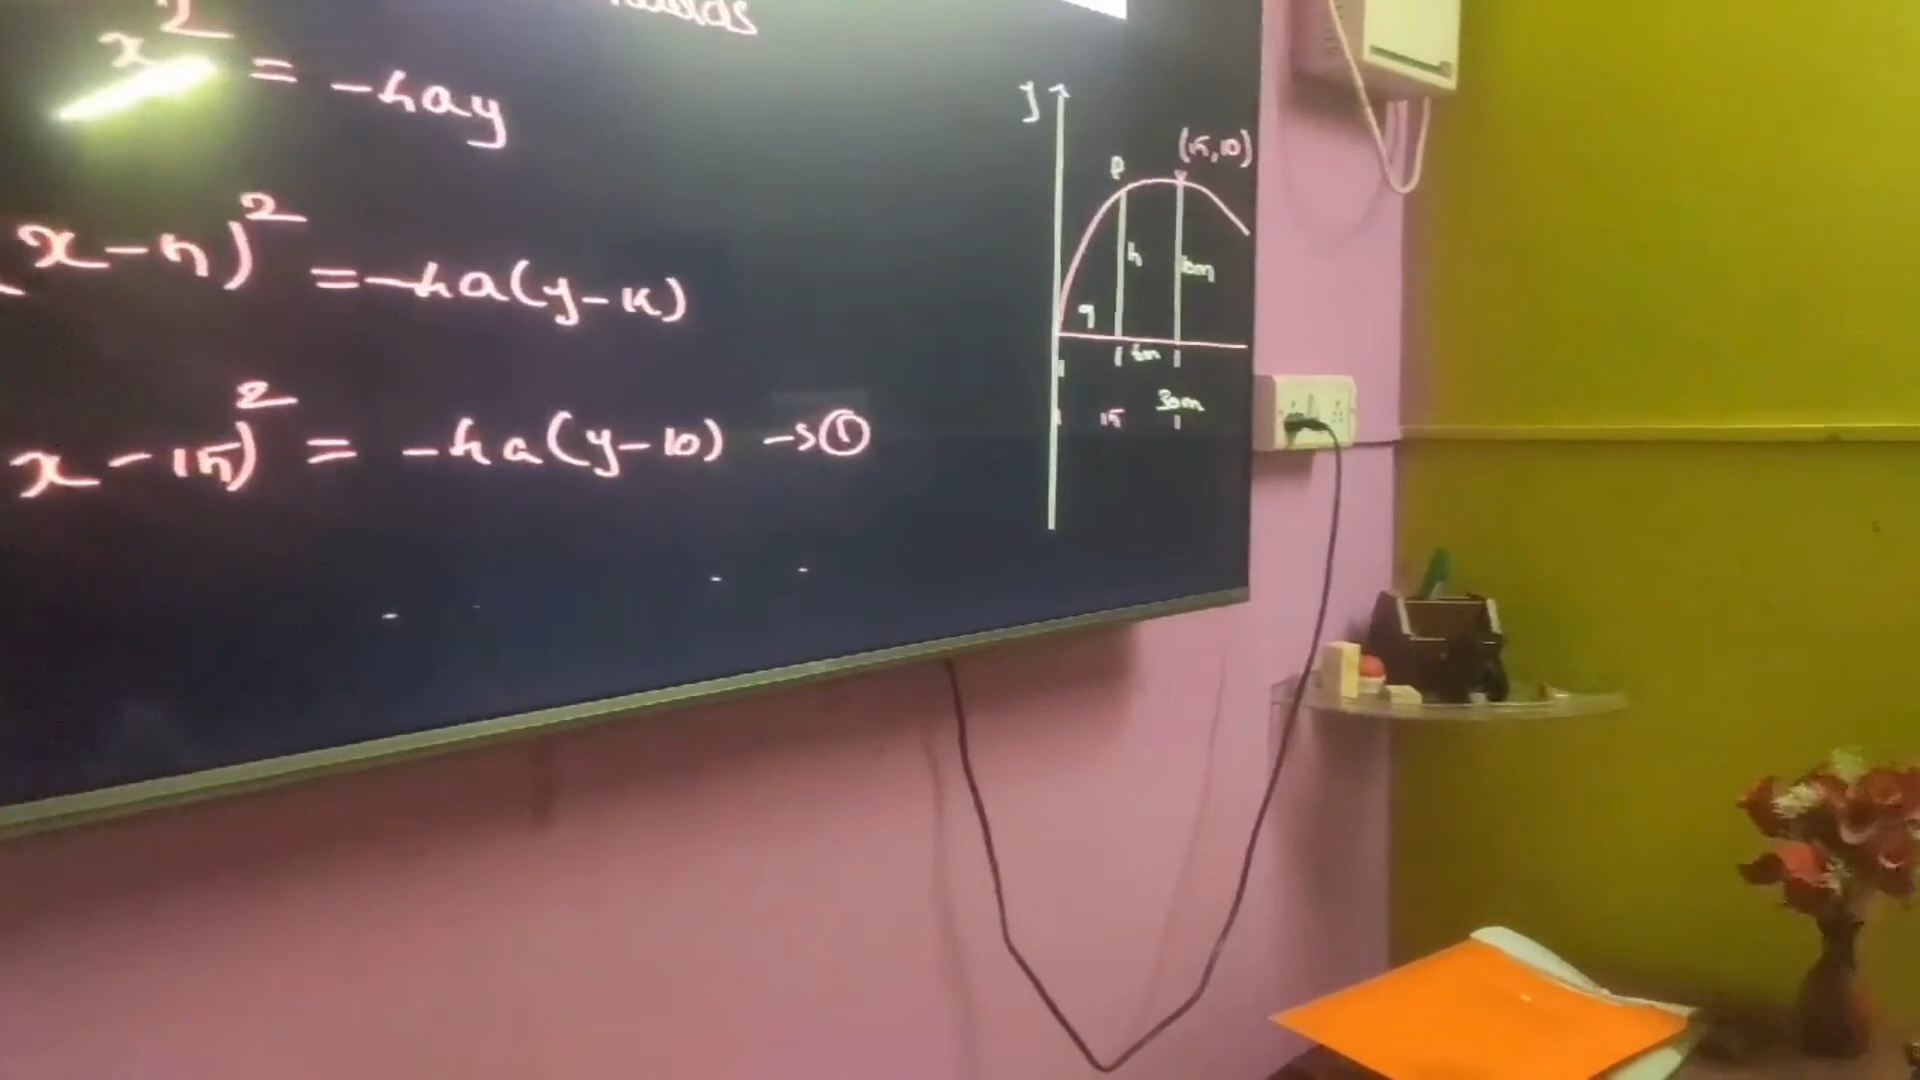 x² = -4ay
x-h)² = -4a(y-k)
x-15)² = -4a(y-10) → ①
y
(15,10)
P
h
10m
9
6m
30m
15